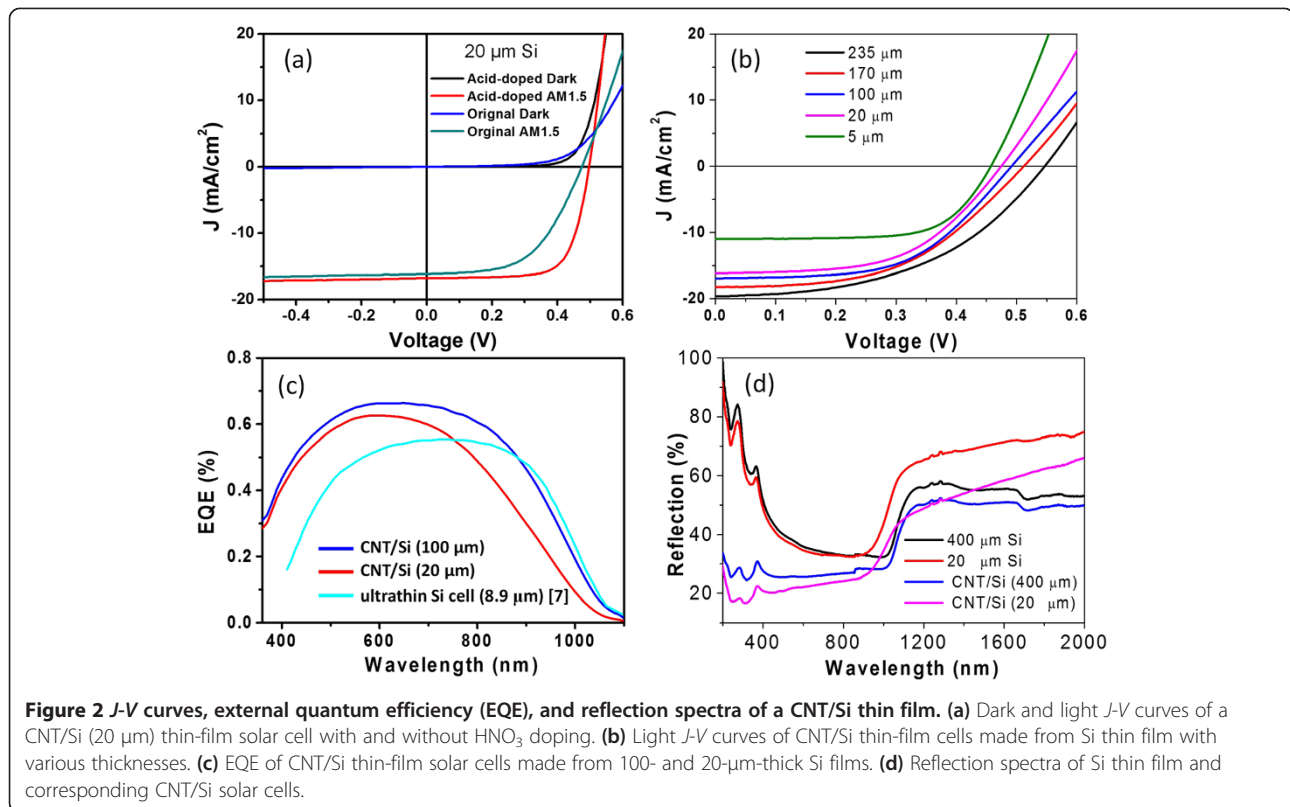 (a)
20 μm Si
Acid-doped Dark
Acid-doped AM1.5
Orignal Dark
Orginal AM1.5
J (mA/cm²)
20
10
0
-10
-20
-0.4
-0.2
0.0
0.2
0.4
0.6
Voltage (V)
(b)
235 μm
170 μm
100 μm
20 μm
5 μm
J (mA/cm²)
20
10
0
-10
-20
0.0
0.1
0.2
0.3
0.4
0.5
0.6
Voltage (V)
(c)
EQE (%)
0.8
0.6
0.4
0.2
0.0
CNT/Si (100 μm)
CNT/Si (20 μm)
ultrathin Si cell (8.9 μm) [7]
400
600
800
1000
Wavelength (nm)
(d)
Reflection (%)
100
80
60
40
20
400 μm Si
20 μm Si
CNT/Si (400 μm)
CNT/Si (20 μm)
400
800
1200
1600
2000
Wavelength (nm)
Figure 2 J-V curves, external quantum efficiency (EQE), and reflection spectra of a CNT/Si thin film. (a) Dark and light J-V curves of a
CNT/Si (20 μm) thin-film solar cell with and without HNO₃ doping. (b) Light J-V curves of CNT/Si thin-film cells made from Si thin film with
various thicknesses. (c) EQE of CNT/Si thin-film solar cells made from 100- and 20-μm-thick Si films. (d) Reflection spectra of Si thin film and
corresponding CNT/Si solar cells.